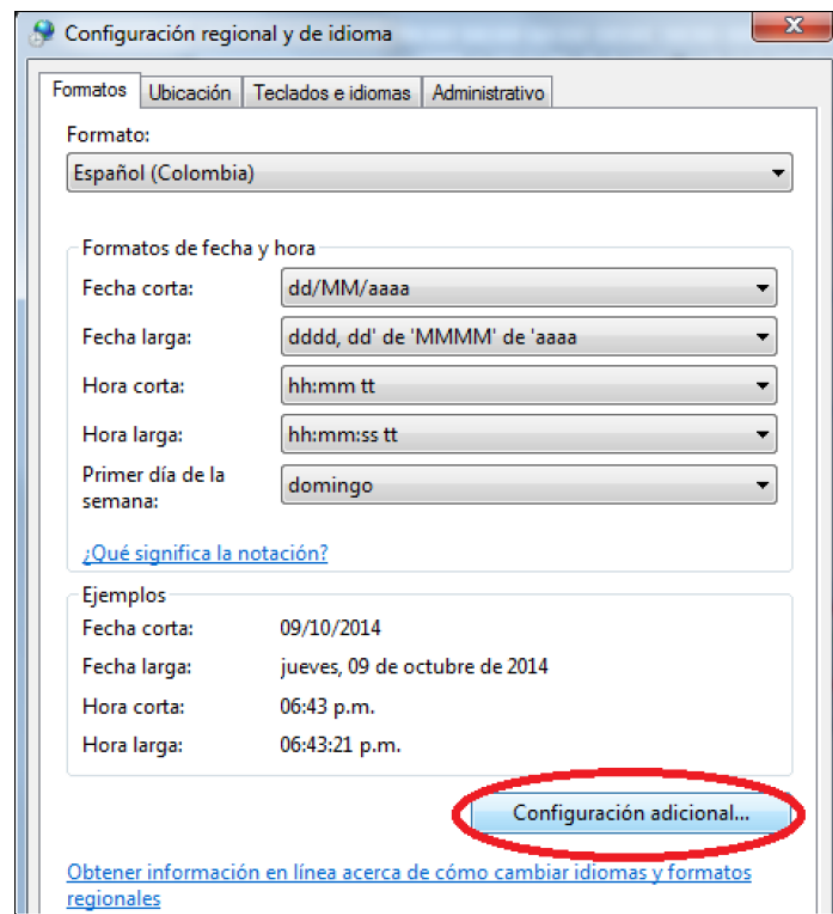 Configuración regional y de idioma
X
Formatos Ubicación Teclados e idiomas Administrativo
Formato:
Español (Colombia)
Formatos de fecha y hora
Fecha corta: dd/MM/aaaa
Fecha larga: dddd, dd' de 'MMMM' de 'aaaa
Hora corta: hh:mm tt
Hora larga: hh:mm:ss tt
Primer día de la
semana:
domingo
¿Qué significa la notación?
Ejemplos
Fecha corta: 09/10/2014
Fecha larga: jueves, 09 de octubre de 2014
Hora corta: 06:43 p.m.
Hora larga: 06:43:21 p.m.
Configuración adicional...
Obtener información en línea acerca de cómo cambiar idiomas y formatos
regionales